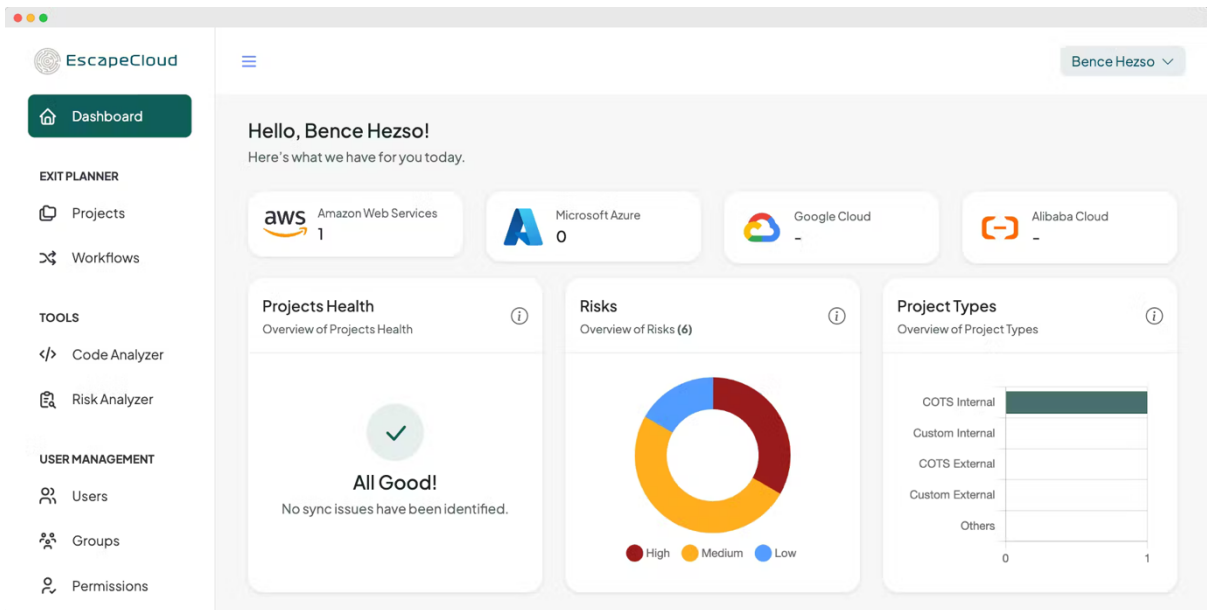 EscapeCloud
Bence Hezso
Dashboard
Hello, Bence Hezso!
Here's what we have for you today.
EXIT PLANNER
Projects
Workflows
aws
Amazon Web Services
1
Microsoft Azure
0
Google Cloud
-
Alibaba Cloud
-
TOOLS
Code Analyzer
Risk Analyzer
USER MANAGEMENT
Users
Groups
Permissions
Projects Health
Overview of Projects Health
All Good!
No sync issues have been identified.
Risks
Overview of Risks (6)
High Medium Low
Project Types
Overview of Project Types
COTS Internal
Custom Internal
COTS External
Custom External
Others
0 1